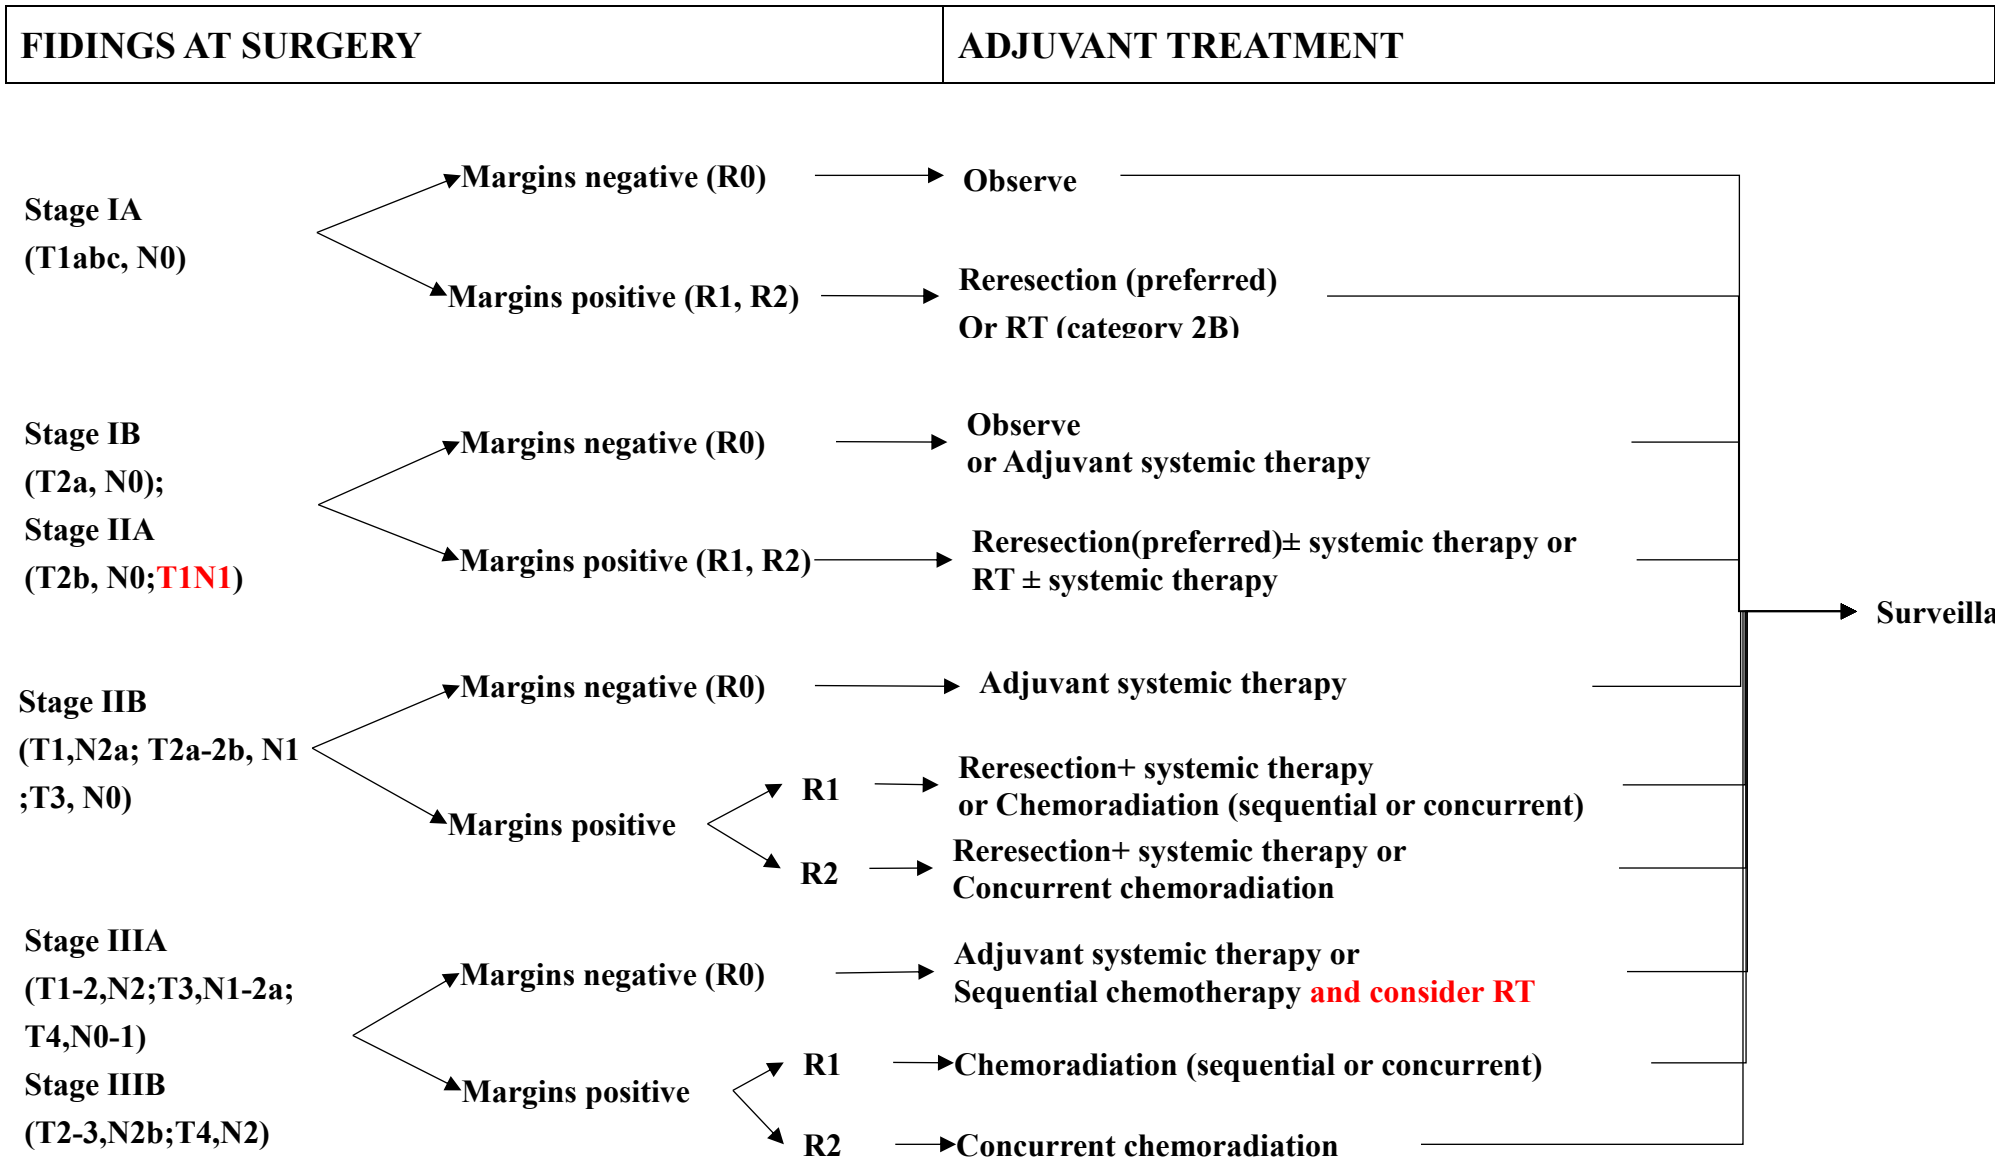 FIDINGS AT SURGERY
ADJUVANT TREATMENT
Stage IA
(T1abc, N0)
Margins negative (R0)
Observe
Margins positive (R1, R2)
Reresection (preferred)
Or RT (category 2B)
Stage IB
(T2a, N0);
Stage IIA
(T2b, N0;T1N1)
Margins negative (R0)
Observe
or Adjuvant systemic therapy
Margins positive (R1, R2)
Reresection(preferred)± systemic therapy or
RT ± systemic therapy
Surveilla
Stage IIB
(T1,N2a; T2a-2b, N1
;T3, N0)
Margins negative (R0)
Adjuvant systemic therapy
Margins positive
R1
Reresection+ systemic therapy
or Chemoradiation (sequential or concurrent)
R2
Reresection+ systemic therapy or
Concurrent chemoradiation
Stage IIIA
(T1-2,N2;T3,N1-2a;
T4,N0-1)
Stage IIIB
(T2-3,N2b;T4,N2)
Margins negative (R0)
Adjuvant systemic therapy or
Sequential chemotherapy and consider RT
Margins positive
R1
Chemoradiation (sequential or concurrent)
R2
Concurrent chemoradiation